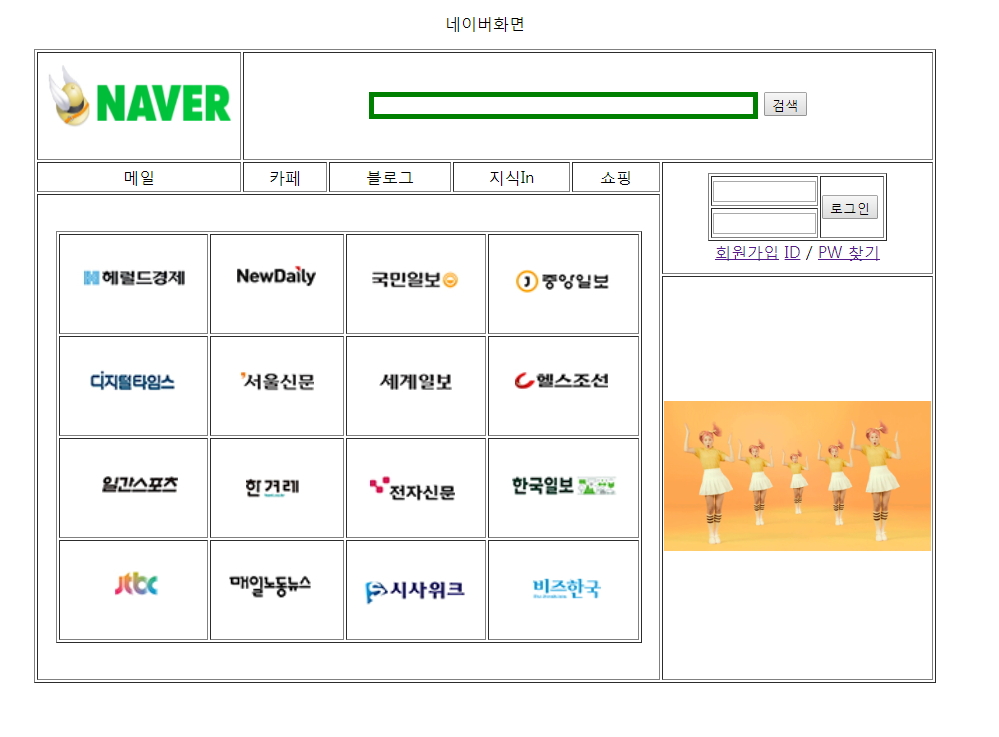 네이버화면
NAVER
검색
메일 카페 블로그 지식In 쇼핑
로그인
회원가입 ID / PW 찾기
헤럴드경제 NewDaily 국민일보 중앙일보
디지털타임스 서울신문 세계일보 헬스조선
일간스포츠 한겨레 전자신문 한국일보
jtbc 매일노동뉴스 시사위크 비즈한국